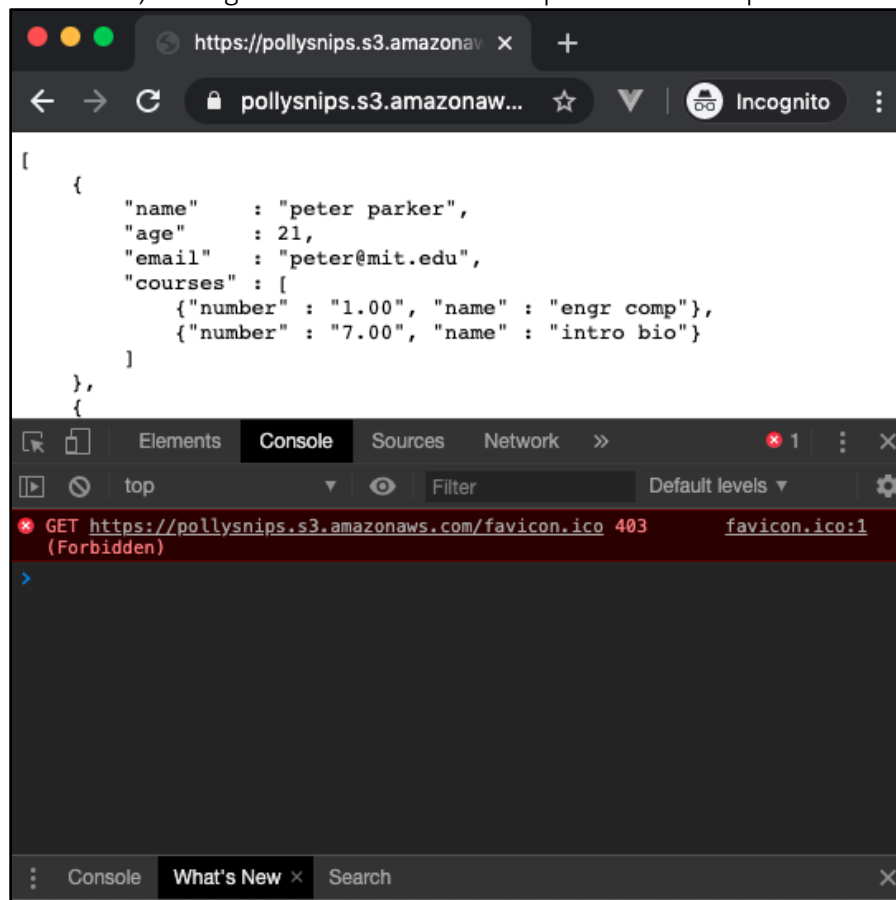 https://pollysnips.s3.amazonaw
pollysnips.s3.amazonaw...
Incognito
[
    {
        "name"    : "peter parker",
        "age"     : 21,
        "email"   : "peter@mit.edu",
        "courses" : [
            {"number" : "1.00", "name" : "engr comp"},
            {"number" : "7.00", "name" : "intro bio"}
        ]
    },
    {
Elements Console Sources Network » 1
top Filter Default levels ▼
GET https://pollysnips.s3.amazonaws.com/favicon.ico 403 favicon.ico:1
(Forbidden)
>
Console What's New × Search